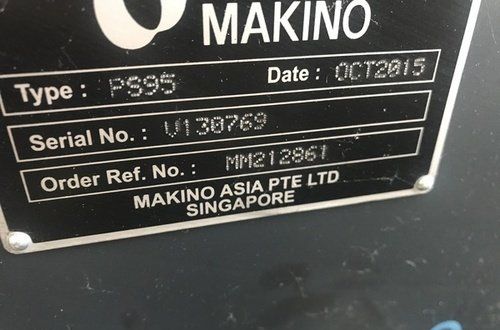 MAKINO
Type : PS95 Date : OCT2015
Serial No. : V130769
Order Ref. No. : MM212861
MAKINO ASIA PTE LTD
SINGAPORE